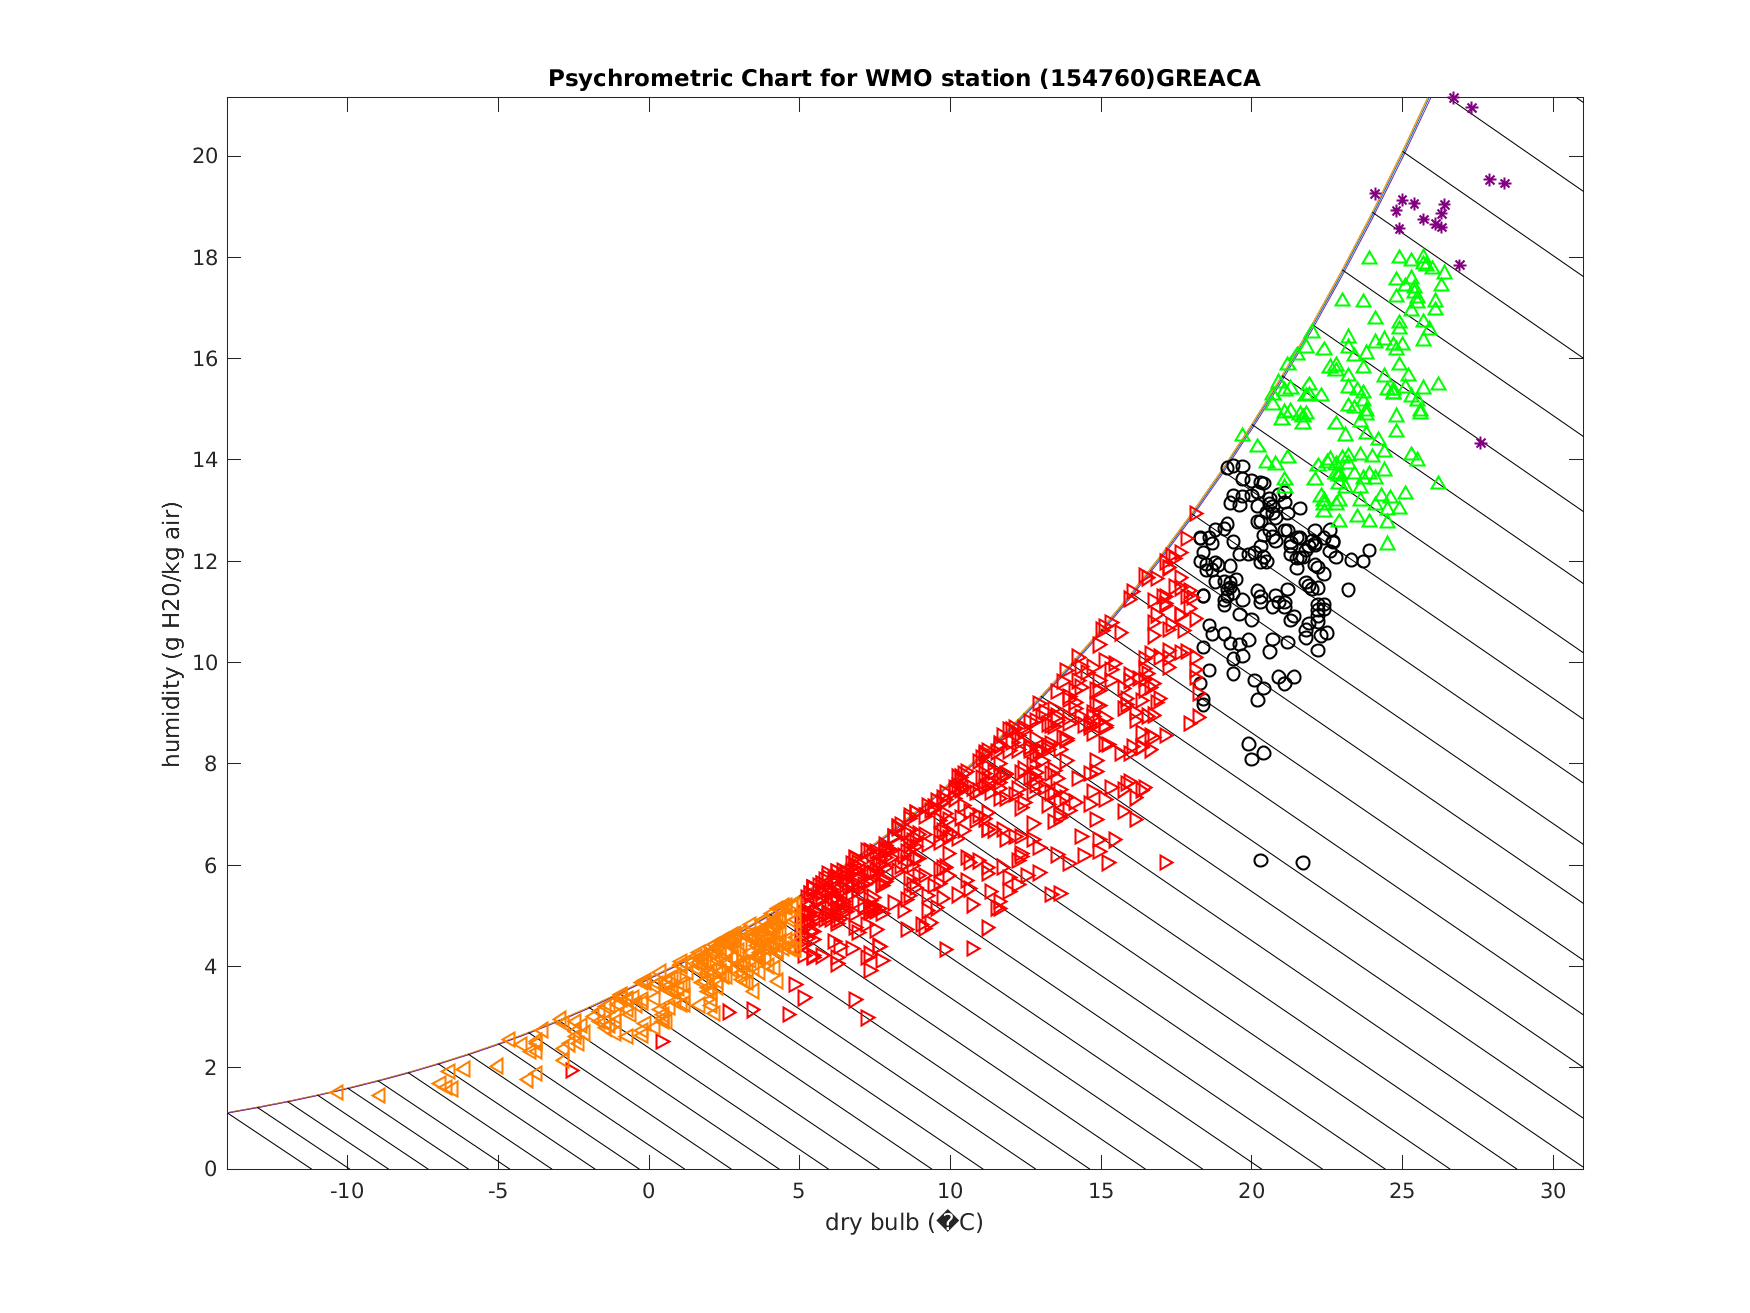 Psychrometric Chart for WMO station (154760)GREACA
20
18
16
14
12
10
8
6
4
2
0
humidity (g H20/kg air)
-10 -5 0 5 10 15 20 25 30
dry bulb (�C)